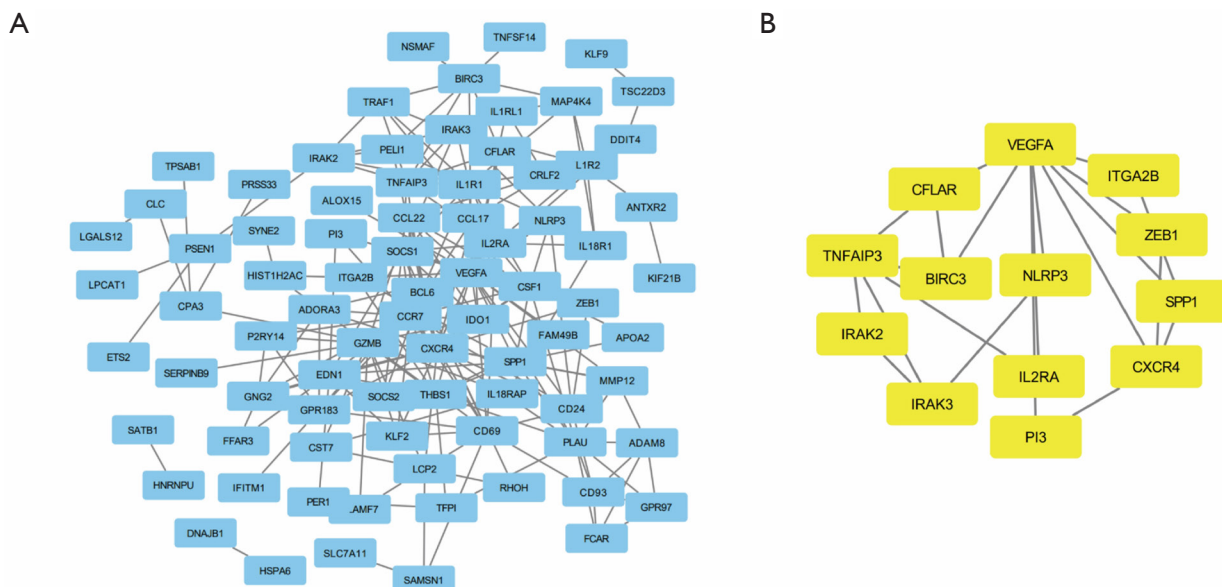 A
B
NSMAF
TNFSF14
KLF9
BIRC3
TSC22D3
TRAF1
IL1RL1
MAP4K4
IRAK3
DDIT4
IRAK2
PELI1
CFLAR
L1R2
TPSAB1
PRSS33
TNFAIP3
IL1R1
CRLF2
CLC
ALOX15
CCL22
CCL17
NLRP3
ANTXR2
LGALS12
PSEN1
SYNE2
PI3
SOCS1
IL2RA
IL18R1
LPCAT1
HIST1H2AC
ITGA2B
VEGFA
CSF1
KIF21B
CPA3
ADORA3
BCL6
ZEB1
P2RY14
CCR7
IDO1
FAM49B
APOA2
ETS2
GZMB
CXCR4
SERPINB9
EDN1
SPP1
MMP12
GNG2
GPR183
SOCS2
THBS1
IL18RAP
CD24
SATB1
FFAR3
CST7
KLF2
CD69
PLAU
ADAM8
HNRNPU
IFITM1
LCP2
RHOH
CD93
PER1
LAMF7
TFPI
GPR97
DNAJB1
SLC7A11
FCAR
HSPA6
SAMSN1
VEGFA
CFLAR
ITGA2B
ZEB1
TNFAIP3
BIRC3
NLRP3
SPP1
IRAK2
IL2RA
CXCR4
IRAK3
PI3